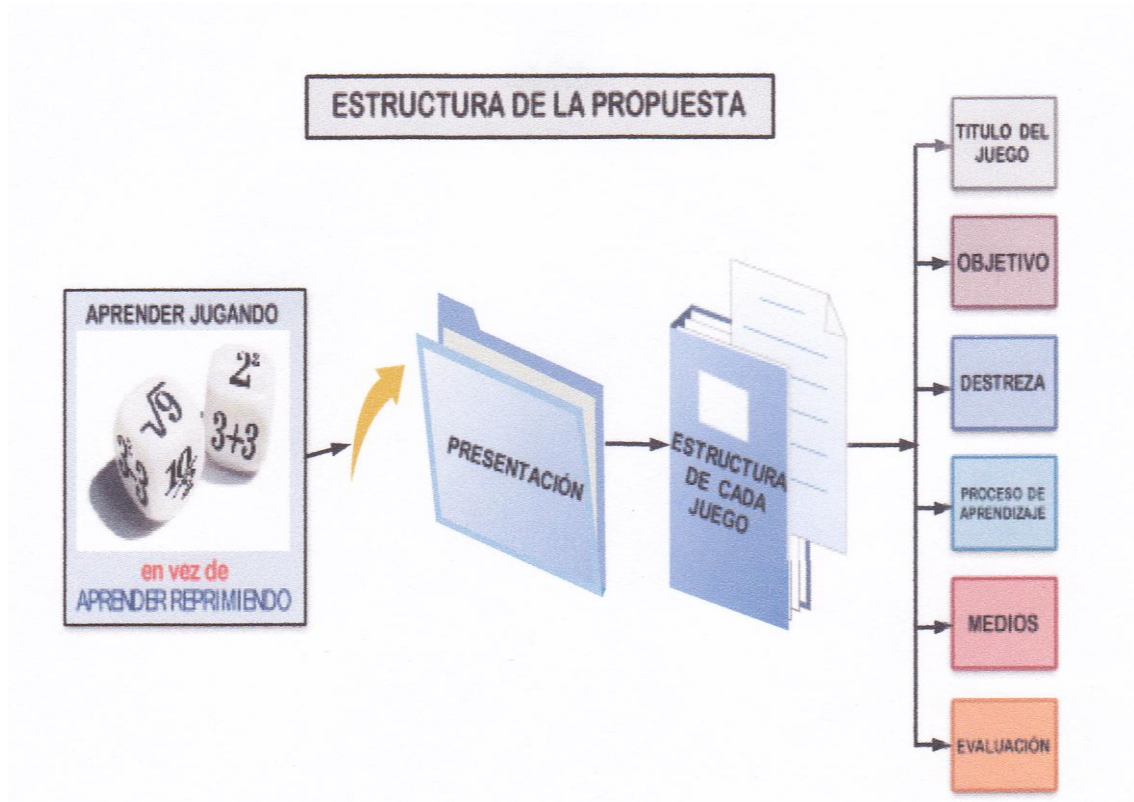 ESTRUCTURA DE LA PROPUESTA
APRENDER JUGANDO
√9
2²
3+3
en vez de
APRENDER REPRIMIENDO
PRESENTACIÓN
ESTRUCTURA
DE CADA
JUEGO
TITULO DEL
JUEGO
OBJETIVO
DESTREZA
PROCESO DE
APRENDIZAJE
MEDIOS
EVALUACIÓN